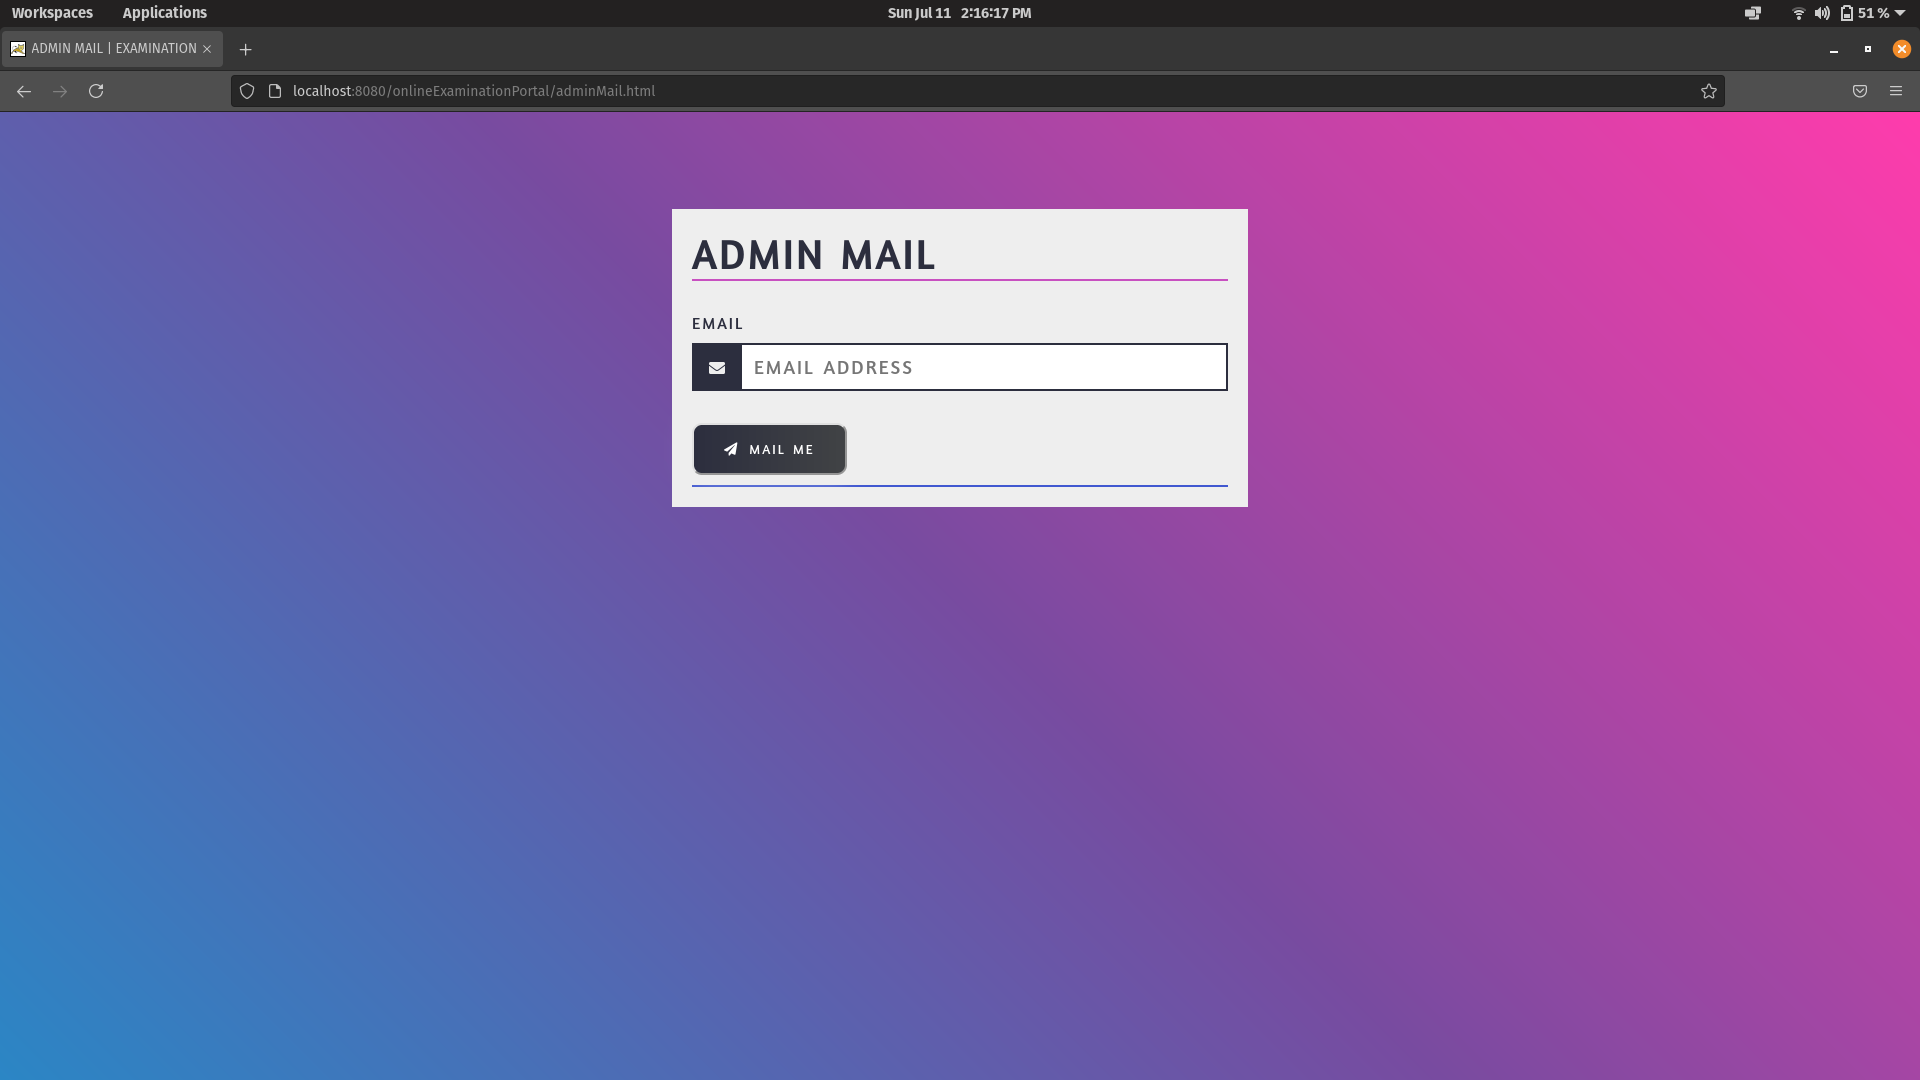 Workspaces Applications Sun Jul 11 2:16:17 PM 51 %
ADMIN MAIL | EXAMINATION
localhost:8080/onlineExaminationPortal/adminMail.html
ADMIN MAIL
EMAIL
EMAIL ADDRESS
MAIL ME